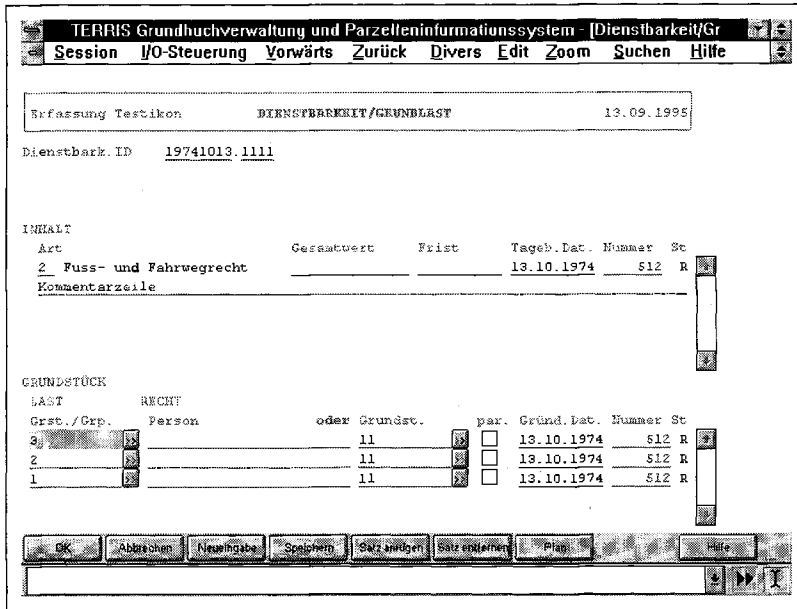 TERRIS Grundhuchverwaltung und Parzelleninfurmationssystem - [Dienstbarkeit/Gr
Session I/O-Steuerung Vorwärts Zurück Divers Edit Zoom Suchen Hilfe
Erfassung Testikon DIENSTBARKEIT/GRUNDLAST 13.09.1995
Dienstbark.ID 19741013.1111
INHALT
Art Gesamtwert Frist Tageb.Dat. Nummer St
2 Fuss- und Fahrwegrecht 13.10.1974 512 R
Kommentarzeile
GRUNDSTÜCK
LAST RECHT
Grst./Grp. Person oder Grundst. par. Gründ.Dat. Nummer St
3 11 13.10.1974 512 R
2 11 13.10.1974 512 R
1 11 13.10.1974 512 R
OK Abbrechen Neueingabe Speichern Satz anfügen Satz entfernen Plan Hilfe